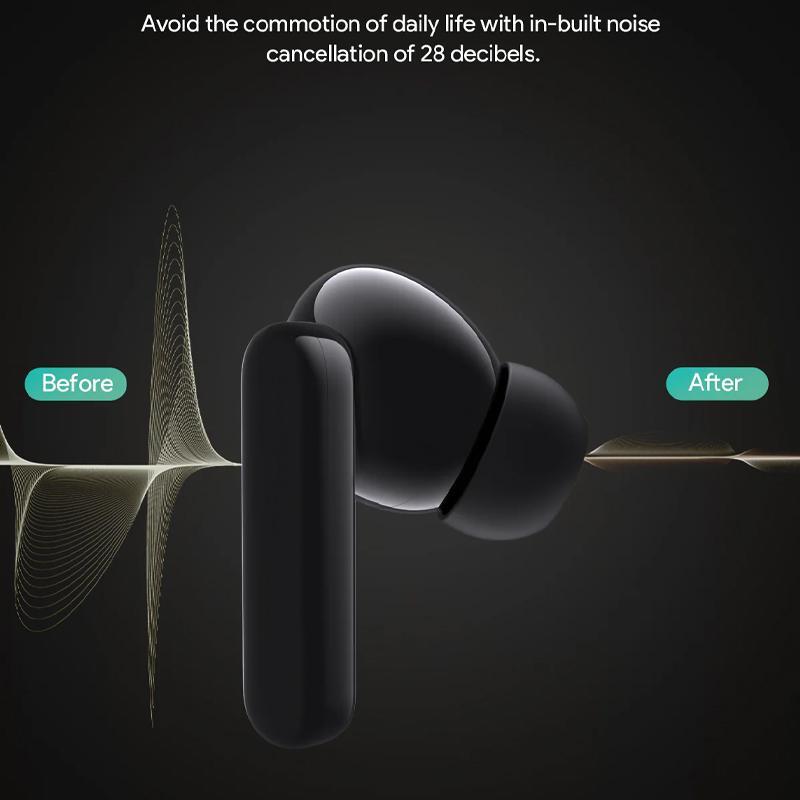 Avoid the commotion of daily life with in-built noise
cancellation of 28 decibels.
Before
After